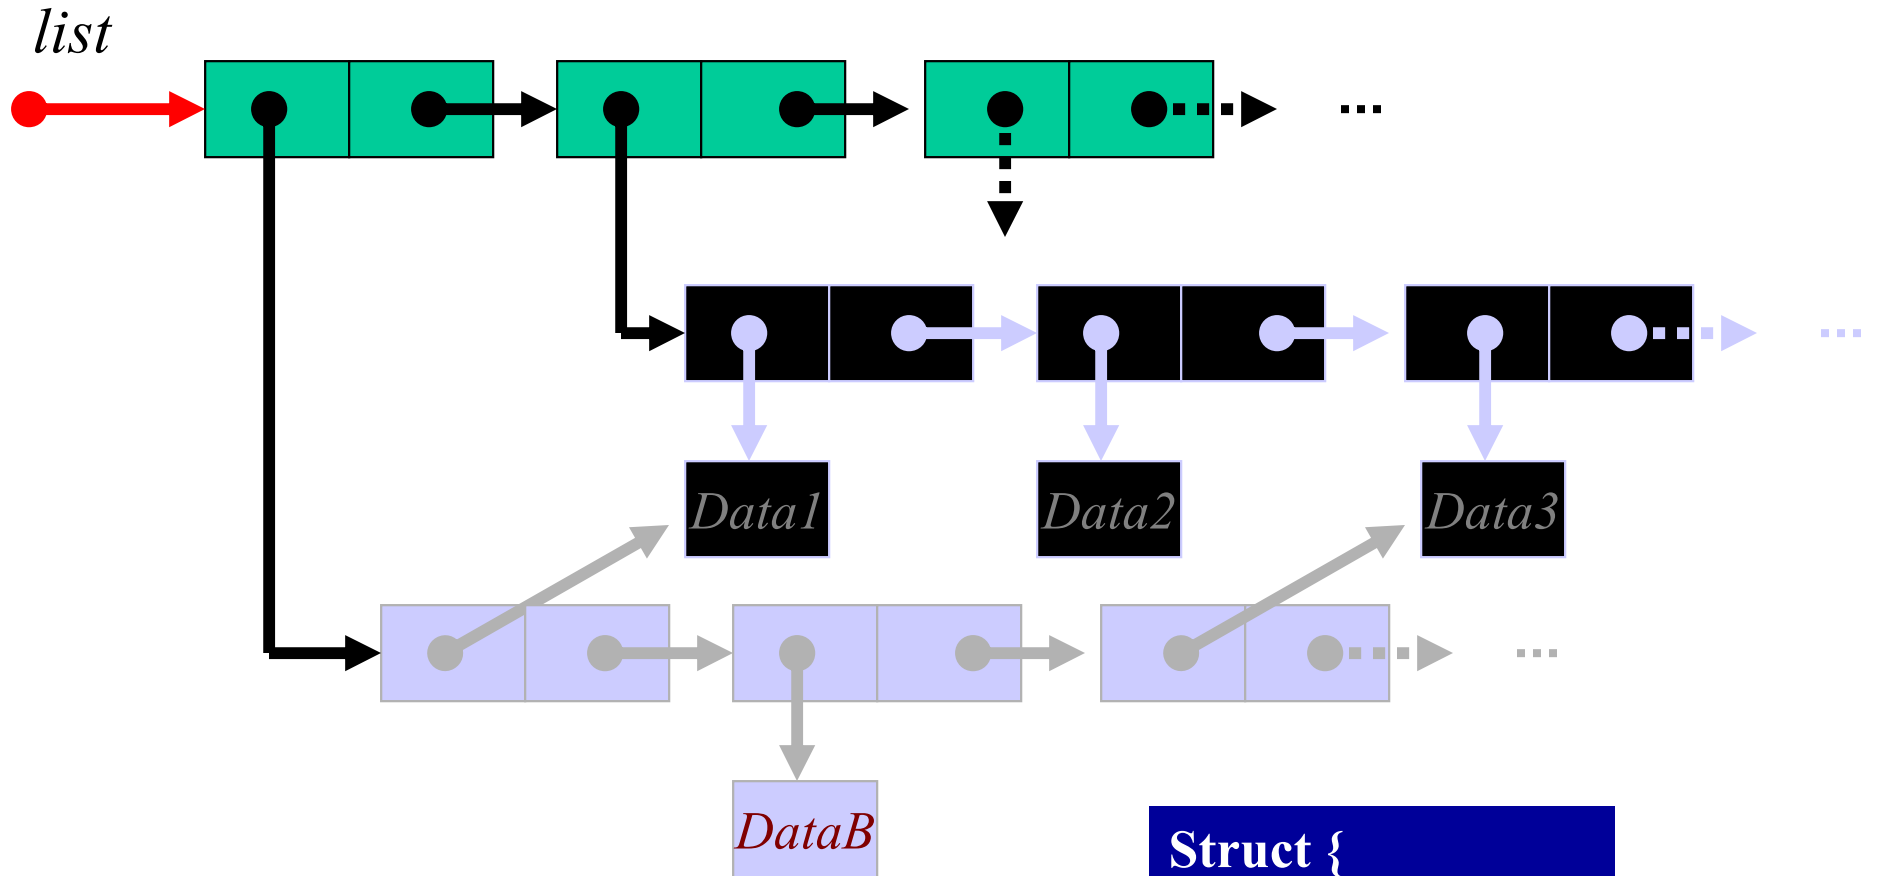 list
...
...
Data1
Data2
Data3
...
DataB
Struct {